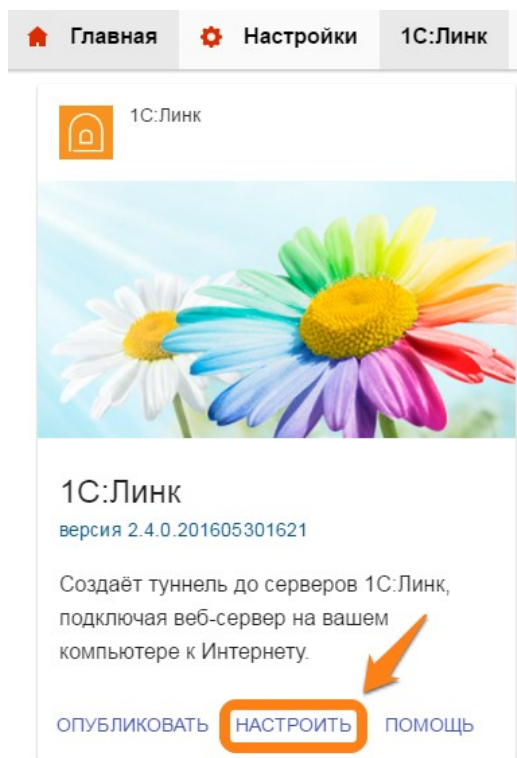 Главная Настройки 1С:Линк
1С:Линк
1С:Линк
версия 2.4.0.201605301621
Создаёт туннель до серверов 1С:Линк,
подключая веб-сервер на вашем
компьютере к Интернету.
ОПУБЛИКОВАТЬ НАСТРОИТЬ ПОМОЩЬ